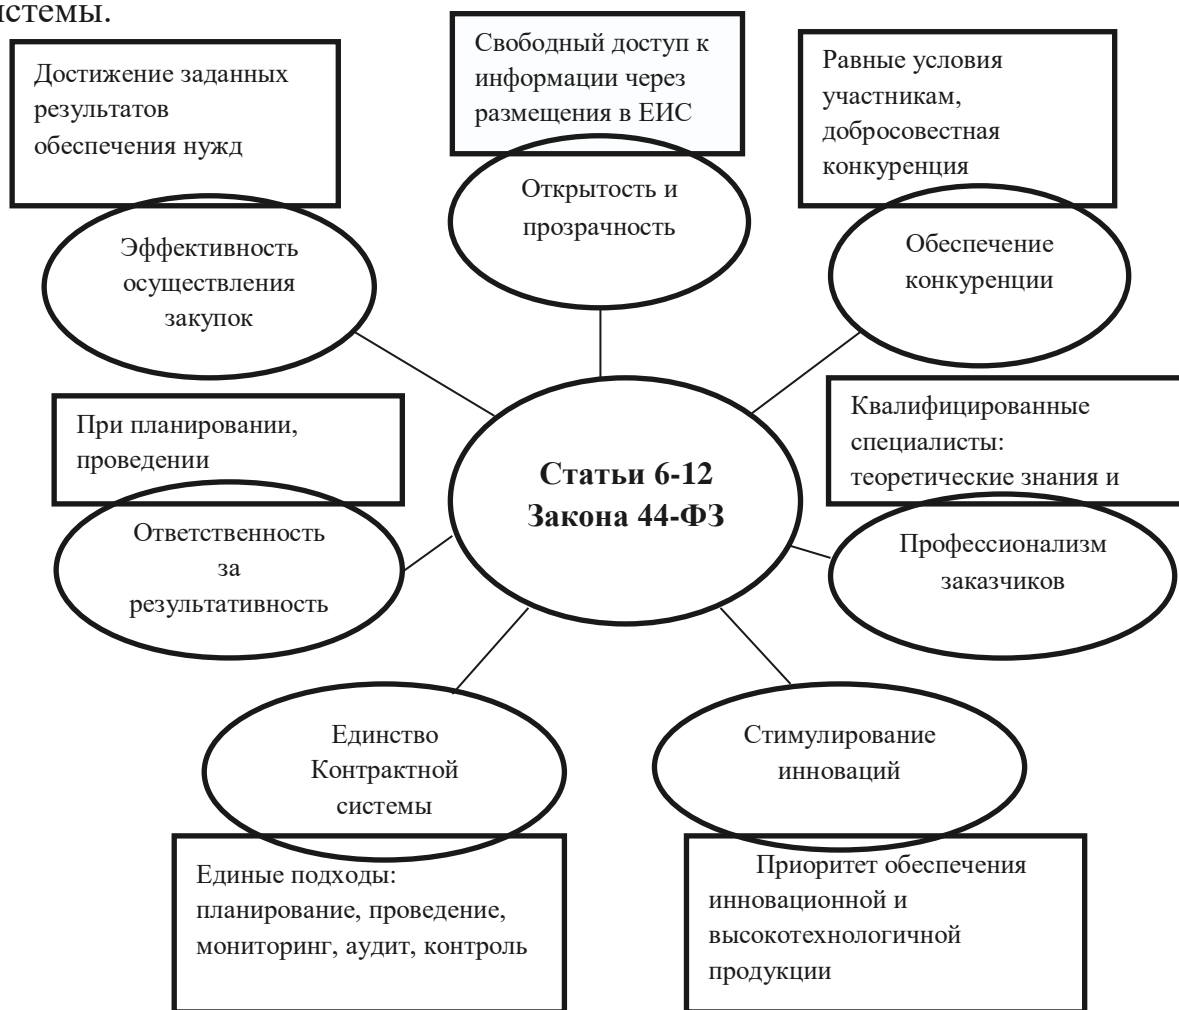 истемы.
Достижение заданных
результатов
обеспечения нужд
Свободный доступ к
информации через
размещения в ЕИС
Равные условия
участникам,
добросовестная
конкуренция
Эффективность
осуществления
закупок
Открытость и
прозрачность
Обеспечение
конкуренции
При планировании,
проведении
Ответственность
за
результативность
Статьи 6-12
Закона 44-ФЗ
Квалифицированные
специалисты:
теоретические знания и
Профессионализм
заказчиков
Единство
Контрактной
системы
Стимулирование
инноваций
Единые подходы:
планирование, проведение,
мониторинг, аудит, контроль
Приоритет обеспечения
инновационной и
высокотехнологичной
продукции